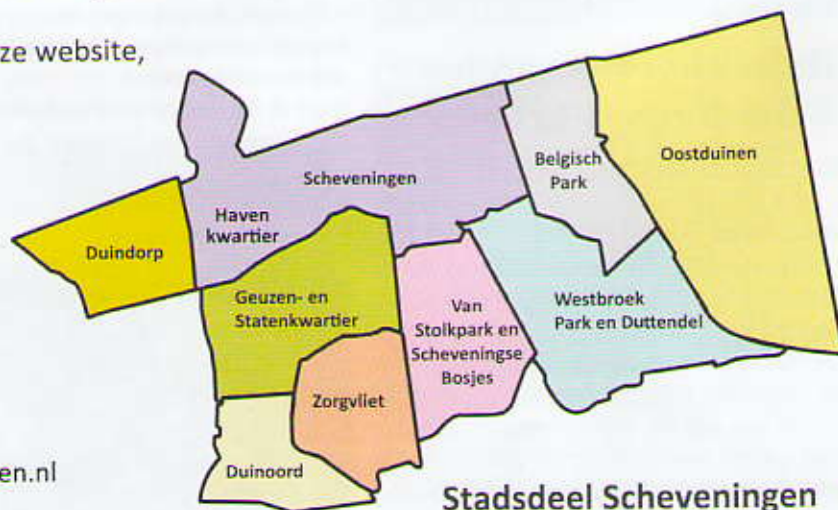 ze website,
Belgisch
Park
Oostduinen
Scheveningen
Haven
kwartier
Duindorp
Geuzen- en
Statenkwartier
Van
Stolkpark en
Scheveningse
Bosjes
Westbroek
Park en Duttendel
Zorgvliet
Duinoord
en.nl
Stadsdeel Scheveningen